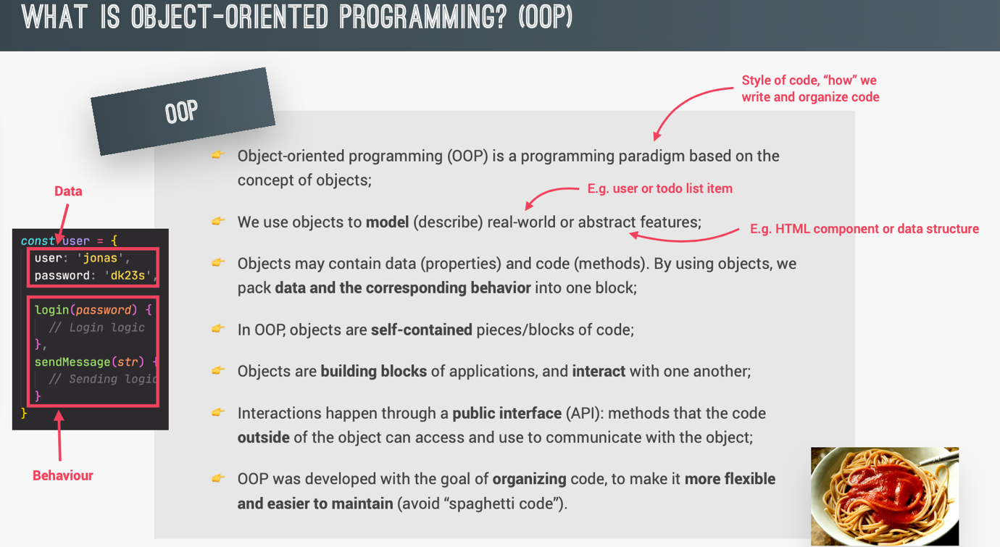 WHAT IS OBJECT-ORIENTED PROGRAMMING? (OOP)
OOP
Style of code, “how” we
write and organize code
👉 Object-oriented programming (OOP) is a programming paradigm based on the
concept of objects;
E.g. user or todo list item
👉 We use objects to model (describe) real-world or abstract features;
E.g. HTML component or data structure
👉 Objects may contain data (properties) and code (methods). By using objects, we
pack data and the corresponding behavior into one block;
👉 In OOP, objects are self-contained pieces/blocks of code;
👉 Objects are building blocks of applications, and interact with one another;
👉 Interactions happen through a public interface (API): methods that the code
outside of the object can access and use to communicate with the object;
👉 OOP was developed with the goal of organizing code, to make it more flexible
and easier to maintain (avoid “spaghetti code”).
Data
const user = {
user: 'jonas',
password: 'dk23s',
login(password) {
// Login logic
},
sendMessage(str) {
// Sending logic
}
}
Behaviour